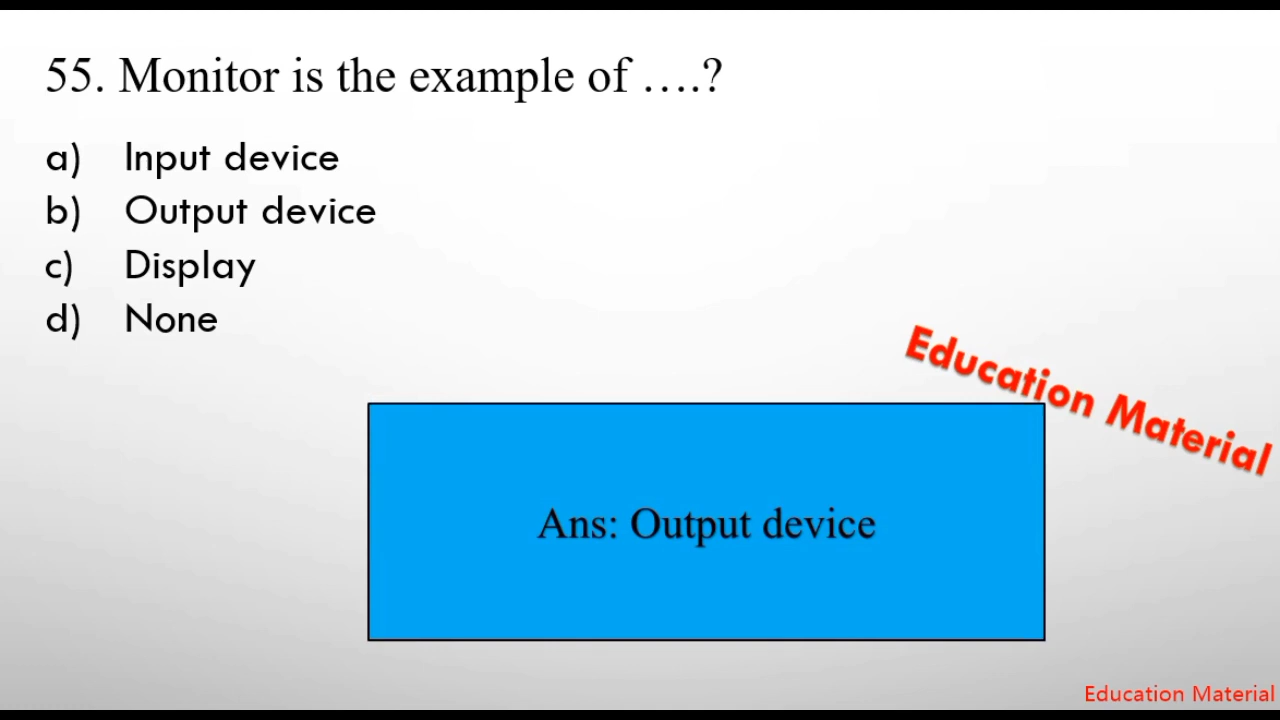 55. Monitor is the example of ….?
a) Input device
b) Output device
c) Display
d) None
Education Material
Ans: Output device
Education Material